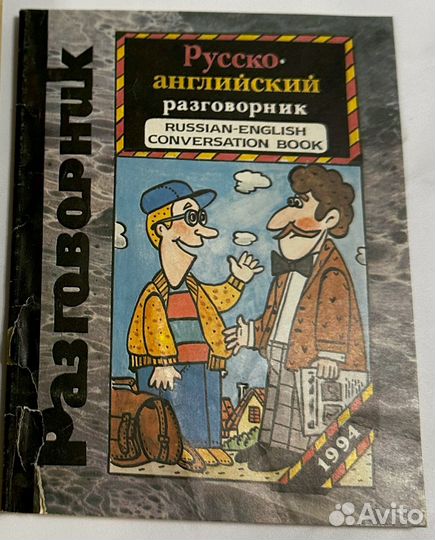 Разговорник
Русско-
английский
разговорник
RUSSIAN-ENGLISH
CONVERSATION BOOK
1994
Avito